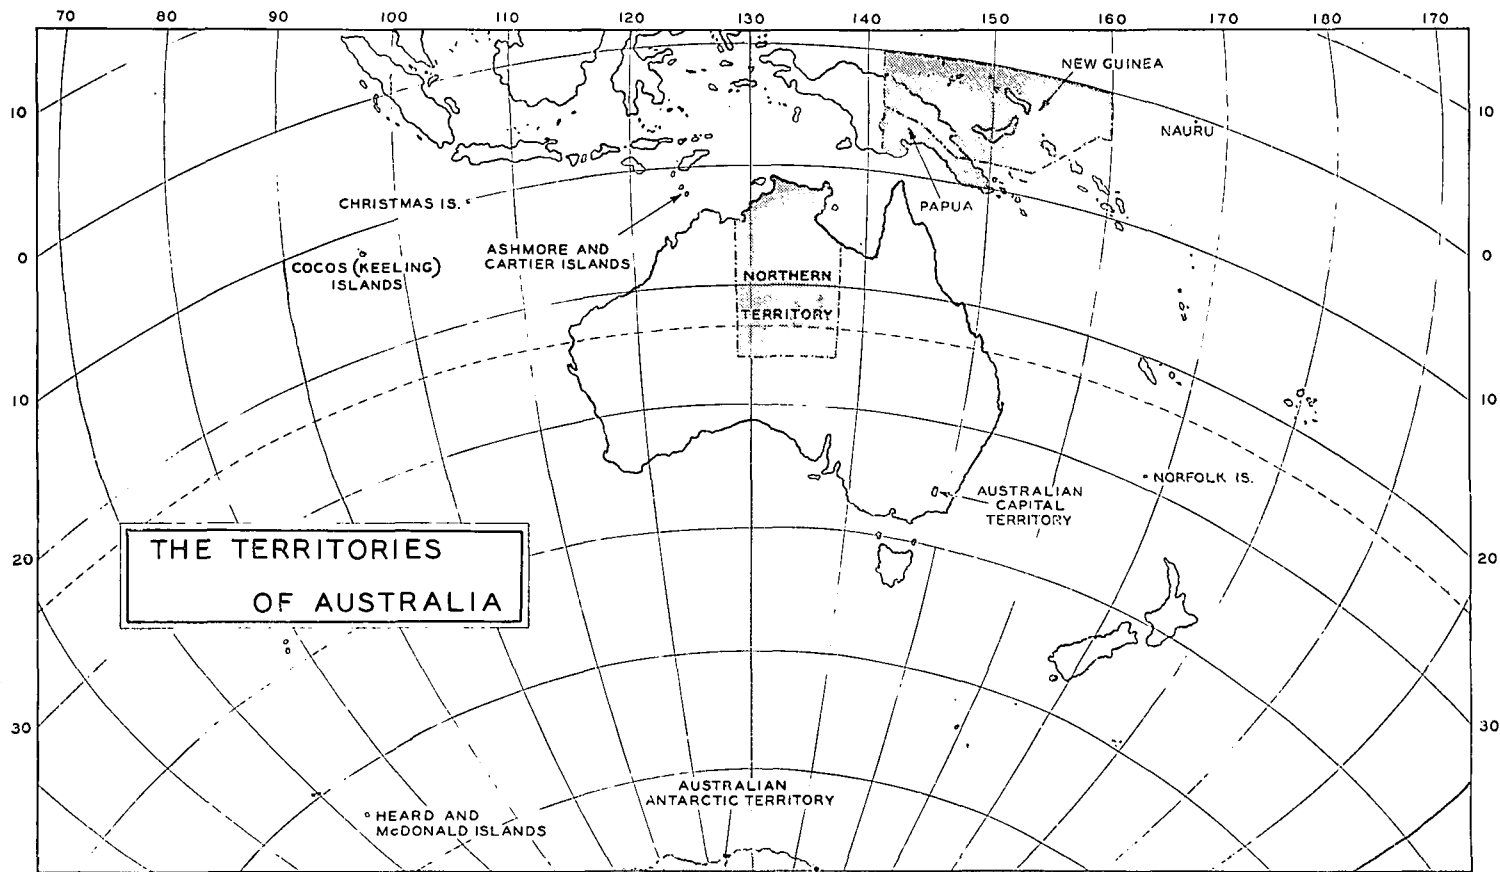 70 80 90 100 110 120 130 140 150 160 170 180 170
NEW GUINEA
10 10
NAURU
CHRISTMAS IS.
PAPUA
ASHMORE AND
CARTIER ISLANDS
0 0
COCOS (KEELING)
ISLANDS
NORTHERN
TERRITORY
10 10
NORFOLK IS.
AUSTRALIAN
CAPITAL
TERRITORY
THE TERRITORIES
OF AUSTRALIA
20 20
30 30
AUSTRALIAN
ANTARCTIC TERRITORY
HEARD AND
McDONALD ISLANDS